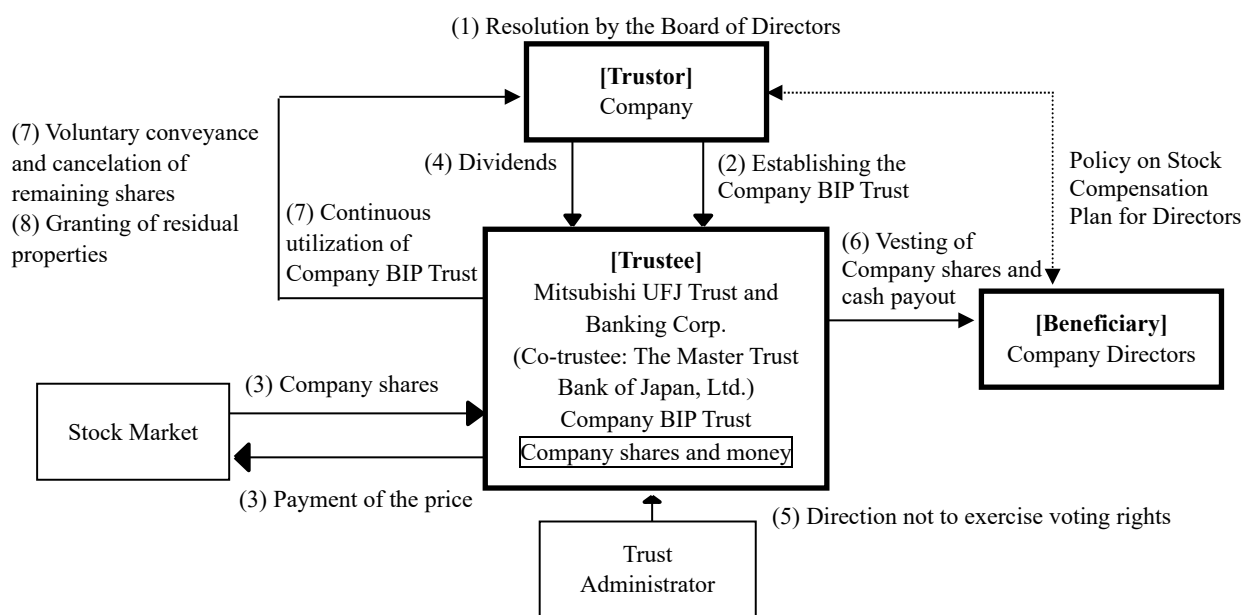 (1) Resolution by the Board of Directors
[Trustor]
Company
(7) Voluntary conveyance
and cancelation of
remaining shares
(8) Granting of residual
properties
(4) Dividends
(2) Establishing the
Company BIP Trust
Policy on Stock
Compensation
Plan for Directors
(7) Continuous
utilization of
Company BIP Trust
[Trustee]
Mitsubishi UFJ Trust and
Banking Corp.
(Co-trustee: The Master Trust
Bank of Japan, Ltd.)
Company BIP Trust
Company shares and money
(6) Vesting of
Company shares and
cash payout
[Beneficiary]
Company Directors
(3) Company shares
Stock Market
(3) Payment of the price
(5) Direction not to exercise voting rights
Trust
Administrator